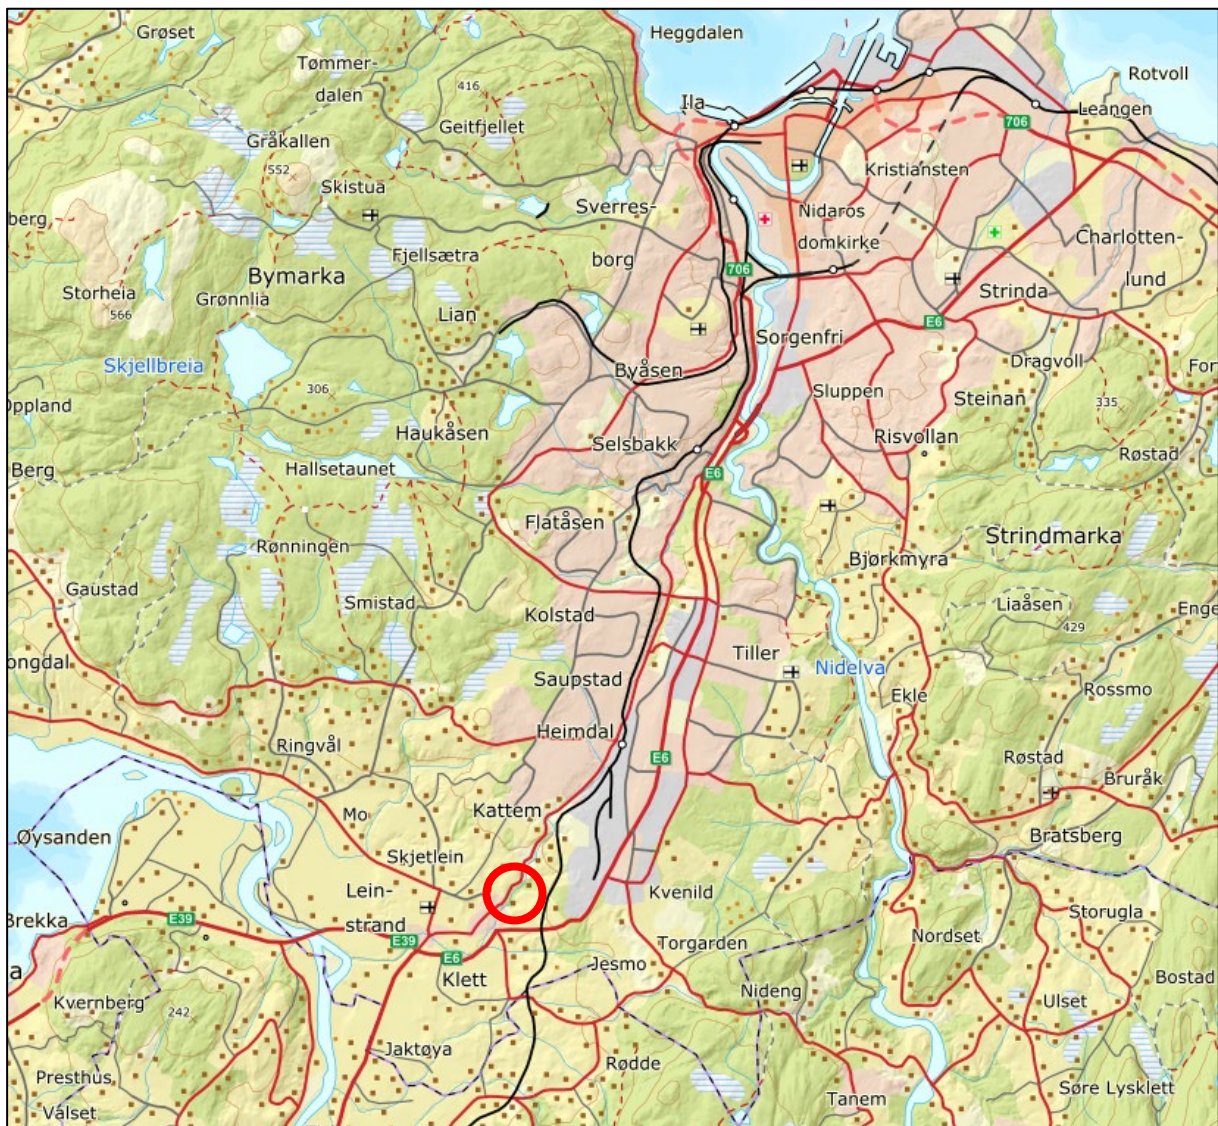 Grøset
Heggdalen
Tømmer-
dalen
416
Geitfjellet
Ila
Rotvoll
Leangen
706
Gråkallen
552
Skistua
Kristiansten
berg
Sverres-
borg
Nidaros
domkirke
Charlotten-
lund
Fjellsætra
Bymarka
706
Storheia
566
Grønnlia
Lian
Strinda
E6
Sorgenfri
Skjellbreia
Byåsen
Dragvoll
For
306
Sluppen
Steinan
335
Oppland
Haukåsen
Selsbakk
Risvollan
Røstad
Berg
Hallsetaunet
E6
Flatåsen
Rønningen
Strindmarka
Bjørkmyra
Gaustad
Smistad
Kolstad
Liaåsen
Enge
429
ongdal
Tiller
Nidelva
Saupstad
Ekle
Rossmo
Heimdal
Ringvål
E6
Røstad
Bruråk
Mo
Kattem
Øysanden
Bratsberg
Skjetlein
Lein-
strand
Kvenild
Brekka
E39
Storugla
E39
E6
Torgarden
Nordset
a
Klett
Jesmo
Bostad
Kvernberg
242
Nideng
Ulset
Jaktøya
Rødde
Presthus
Valset
Tanem
Søre Lysklett